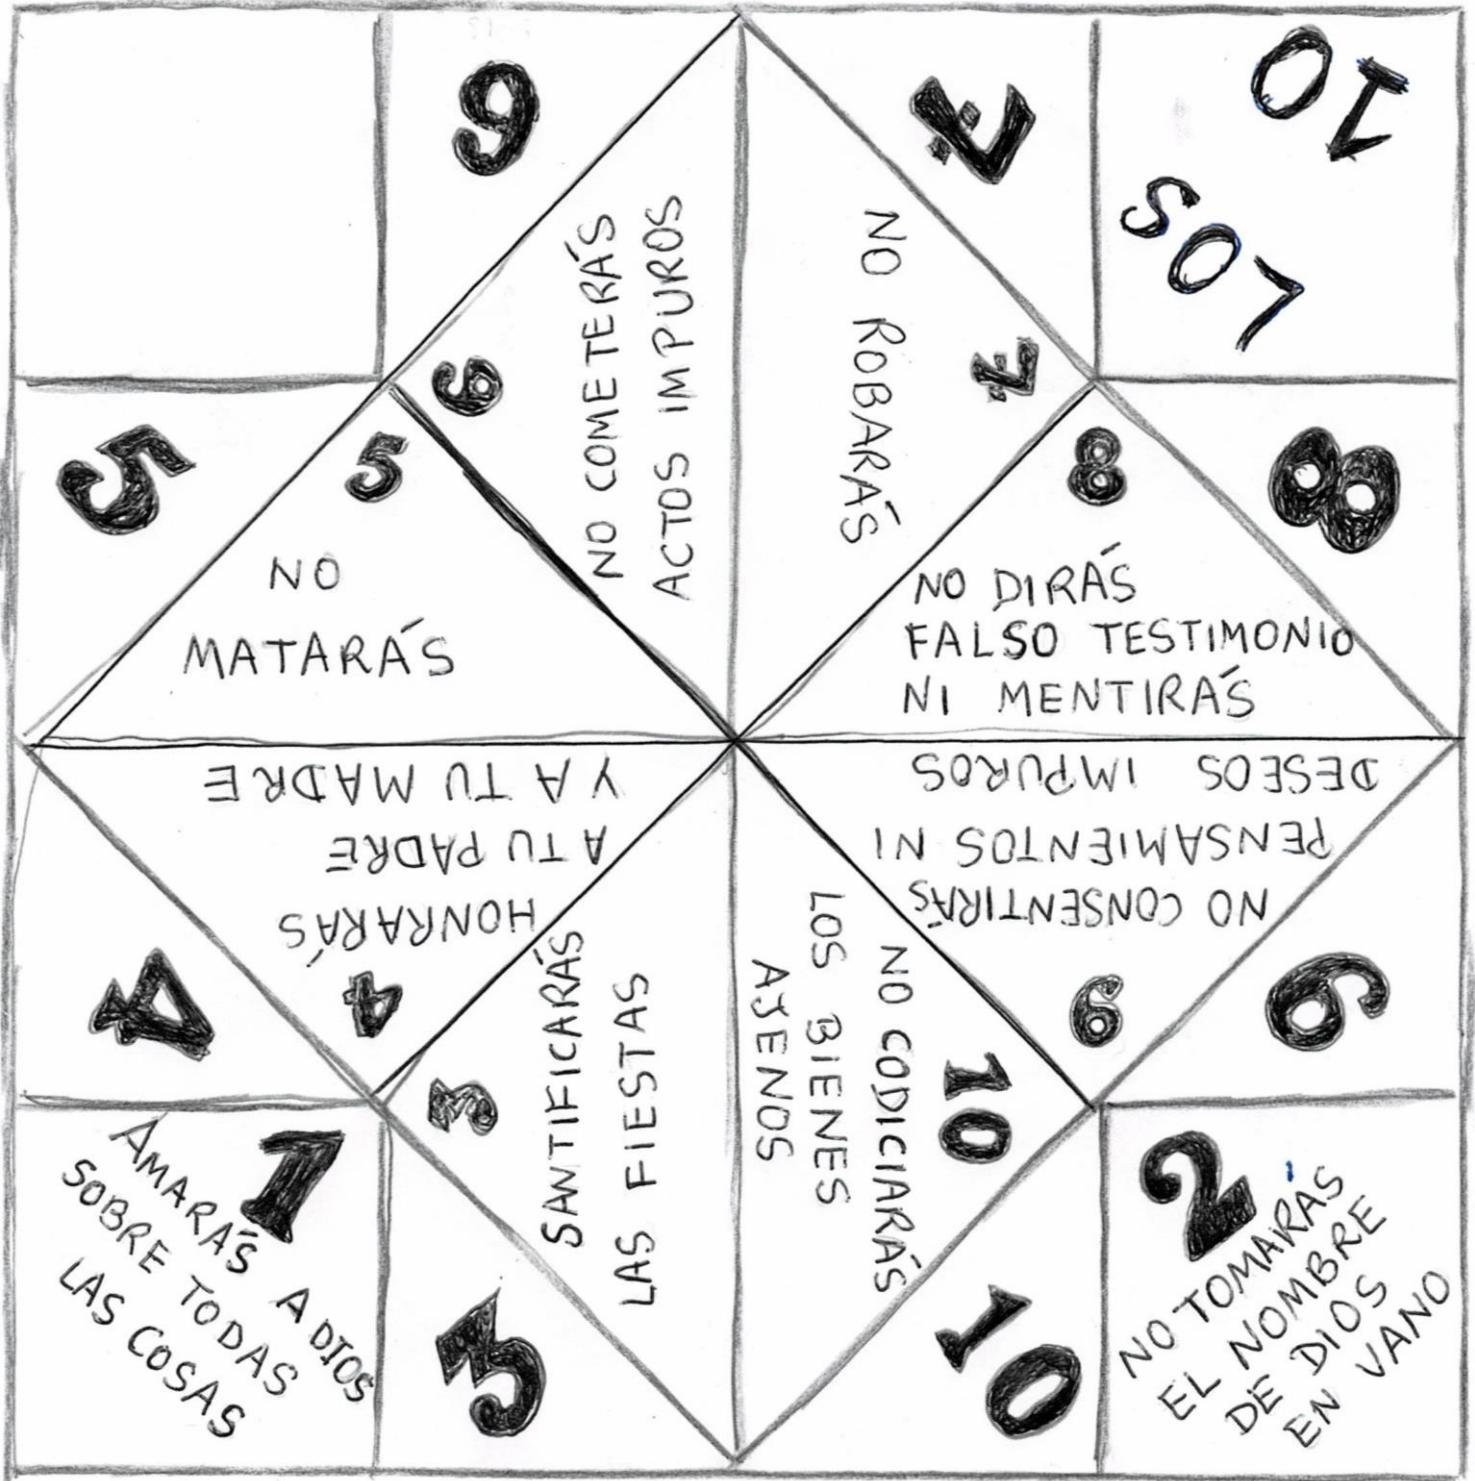 6
7
LOS
10
5
6
NO COMETERÁS
ACTOS IMPUROS
NO ROBARÁS
7
8
5
NO
MATARÁS
8
NO DIRÁS
FALSO TESTIMONIO
NI MENTIRÁS
4
4
HONRARÁS
A TU PADRE
Y A TU MADRE
9
NO CONSENTIRÁS
PENSAMIENTOS NI
DESEOS IMPUROS
9
3
SANTIFICARÁS
LAS FIESTAS
10
NO CODICIARÁS
LOS BIENES
AJENOS
1
AMARÁS A DIOS
SOBRE TODAS
LAS COSAS
3
10
2
NO TOMARÁS
EL NOMBRE
DE DIOS
EN VANO